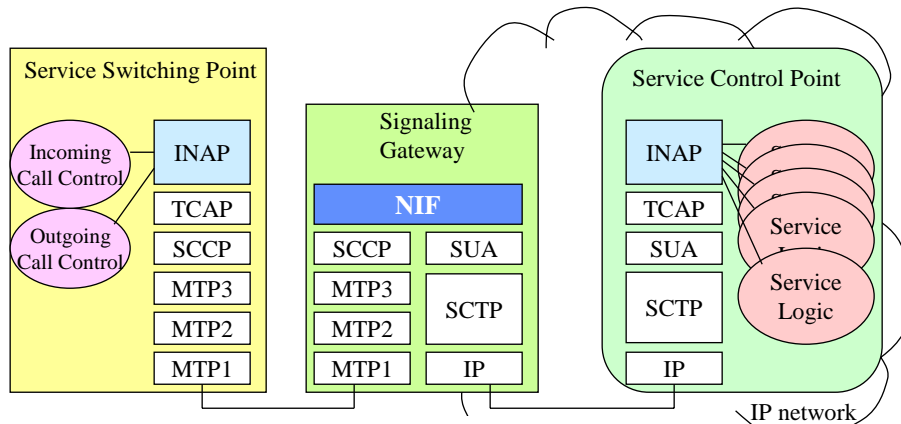 Service Switching Point
Incoming
Call Control
Outgoing
Call Control
INAP
TCAP
SCCP
MTP3
MTP2
MTP1
Signaling
Gateway
NIF
SCCP
MTP3
MTP2
MTP1
SUA
SCTP
IP
Service Control Point
INAP
TCAP
SUA
SCTP
IP
Service
Service
Logic
IP network